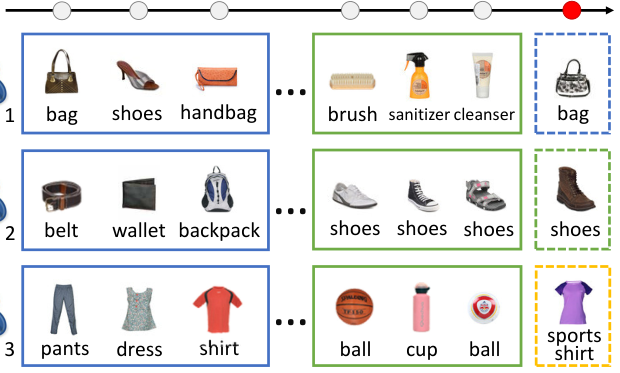 bag shoes handbag ... brush sanitizer cleanser bag
1
belt wallet backpack ... shoes shoes shoes shoes
2
SPALDING
pants dress shirt ... ball cup ball sports shirt
3